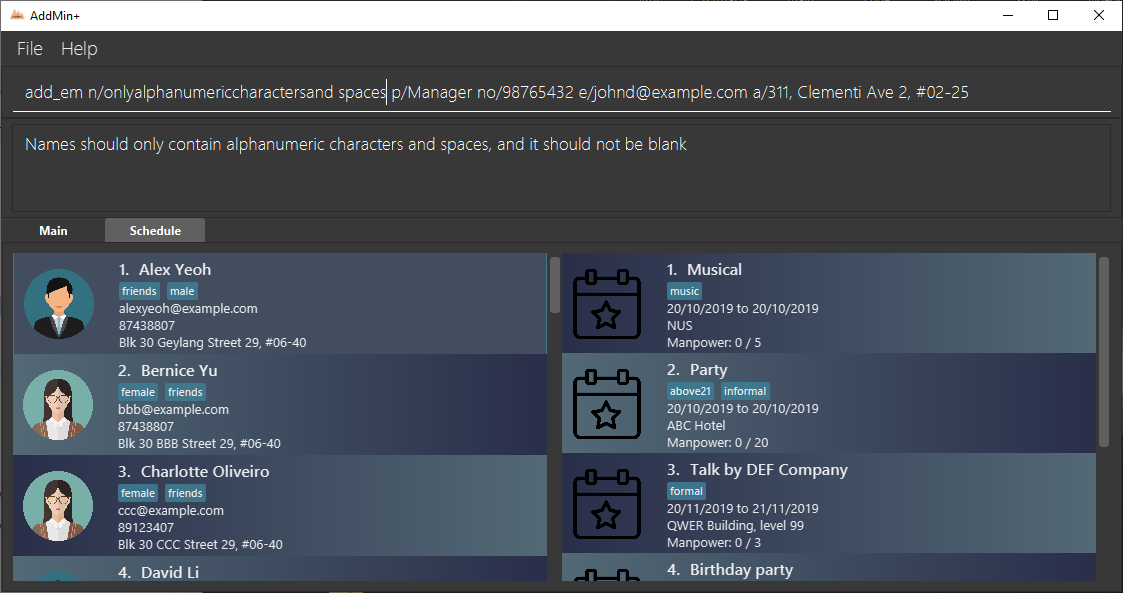 AddMin+
File Help
add_em n/onlyalphanumericcharactersand spaces p/Manager no/98765432 e/johnd@example.com a/311, Clementi Ave 2, #02-25
Names should only contain alphanumeric characters and spaces, and it should not be blank
Main Schedule
1. Alex Yeoh
friends male
alexyeoh@example.com
87438807
Blk 30 Geylang Street 29, #06-40
2. Bernice Yu
female friends
bbb@example.com
87438807
Blk 30 BBB Street 29, #06-40
3. Charlotte Oliveiro
female friends
ccc@example.com
89123407
Blk 30 CCC Street 29, #06-40
4. David Li
1. Musical
music
20/10/2019 to 20/10/2019
NUS
Manpower: 0 / 5
2. Party
above21 informal
20/10/2019 to 20/10/2019
ABC Hotel
Manpower: 0 / 20
3. Talk by DEF Company
formal
20/11/2019 to 21/11/2019
QWER Building, level 99
Manpower: 0 / 3
4. Birthday party